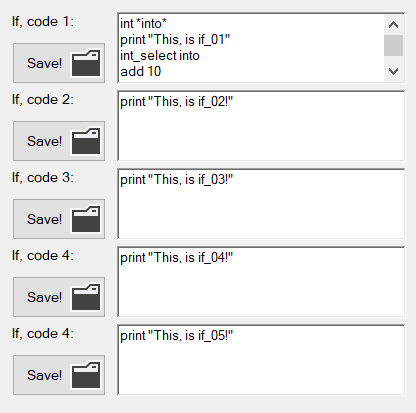 If, code 1:
int *into*
print "This, is if_01"
int_select into
add 10
Save!
If, code 2:
print "This, is if_02!"
Save!
If, code 3:
print "This, is if_03!"
Save!
If, code 4:
print "This, is if_04!"
Save!
If, code 4:
print "This, is if_05!"
Save!